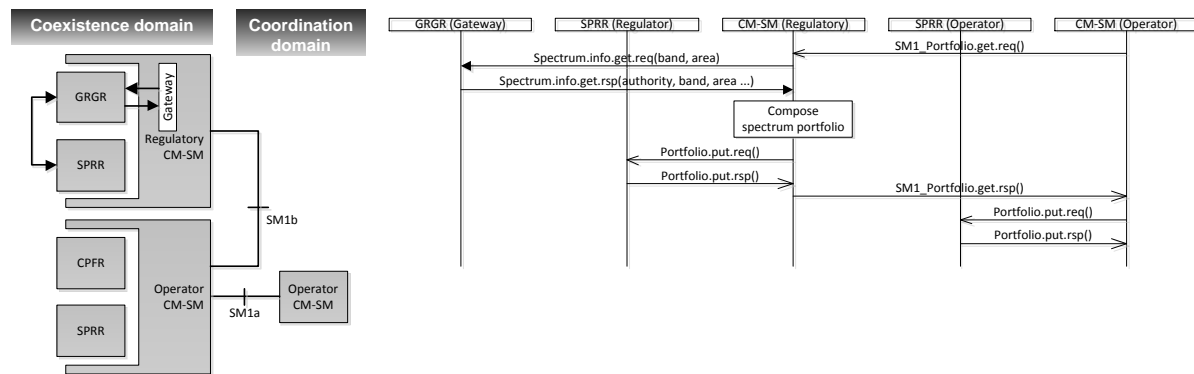 Coexistence domain
Coordination
domain
GRGR
Gateway
Regulatory
CM-SM
SPRR
SM1b
CPFR
Operator
CM-SM
SPRR
SM1a
Operator
CM-SM
GRGR (Gateway)
SPRR (Regulator)
CM-SM (Regulatory)
SPRR (Operator)
CM-SM (Operator)
SM1_Portfolio.get.req()
Spectrum.info.get.req(band, area)
Spectrum.info.get.rsp(authority, band, area ...)
Compose
spectrum portfolio
Portfolio.put.req()
Portfolio.put.rsp()
SM1_Portfolio.get.rsp()
Portfolio.put.req()
Portfolio.put.rsp()